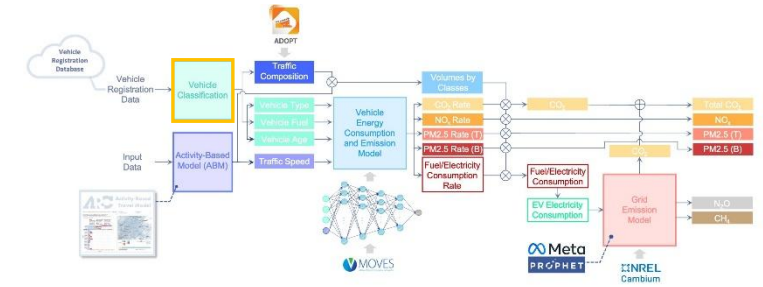 ADOPT
Vehicle
Registration
Database
Vehicle
Registration
Data
Vehicle
Classification
Traffic
Composition
Volumes by
Classes
Vehicle Type
Vehicle Fuel
Vehicle Age
Vehicle
Energy
Consumption
and Emission
Model
CO₂ Rate
NOₓ Rate
PM2.5 Rate (T)
PM2.5 Rate (B)
Fuel/Electricity
Consumption
Rate
CO₂
Total CO₂
NOₓ
PM2.5 (T)
PM2.5 (B)
CO₂
Input
Data
Activity-Based
Model (ABM)
Traffic Speed
Fuel/Electricity
Consumption
EV Electricity
Consumption
Grid
Emission
Model
N₂O
CH₄
Activity Based
MOVES
Meta
PROPHET
NREL
Cambium